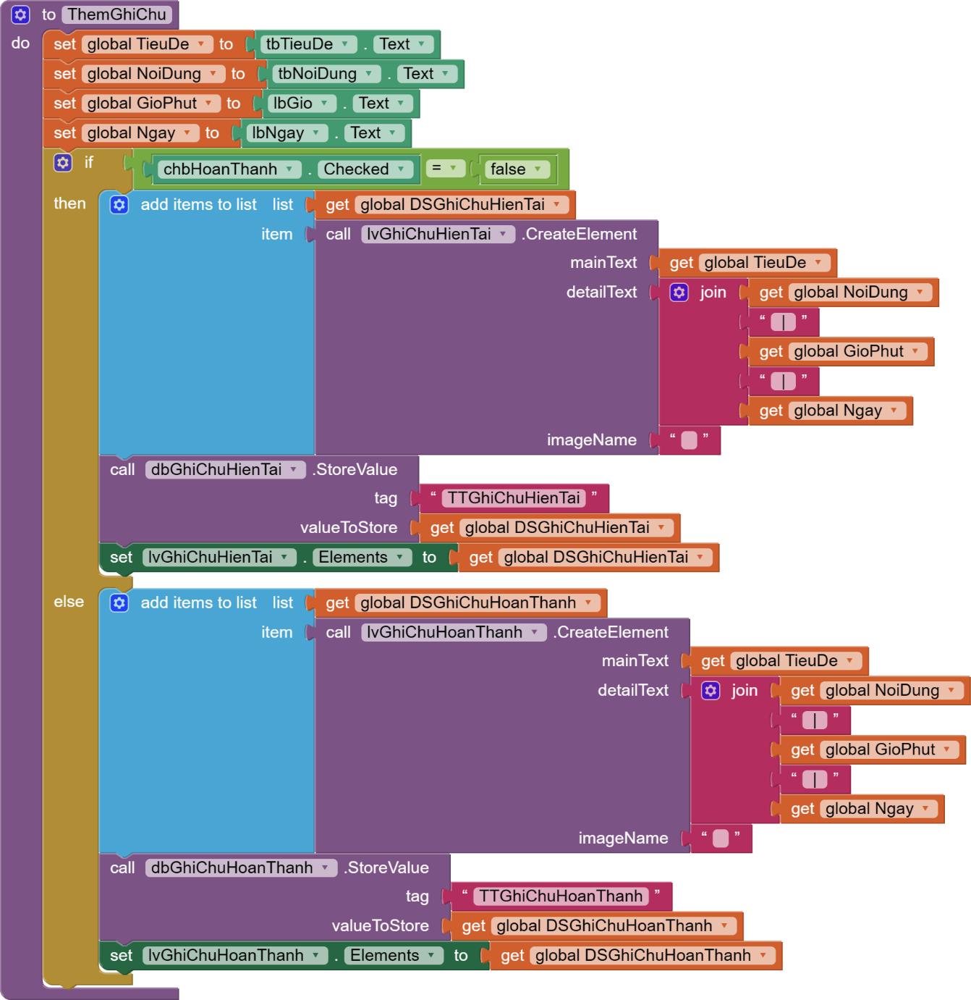 to ThemGhiChu
do set global TieuDe to tbTieuDe . Text
set global NoiDung to tbNoiDung . Text
set global GioPhut to lbGio . Text
set global Ngay to lbNgay . Text
if chbHoanThanh . Checked = false
then add items to list list get global DSGhiChuHienTai
item call lvGhiChuHienTai .CreateElement
mainText get global TieuDe
detailText join get global NoiDung
“ | ”
get global GioPhut
“ | ”
get global Ngay
imageName “ ”
call dbGhiChuHienTai .StoreValue
tag “ TTGhiChuHienTai ”
valueToStore get global DSGhiChuHienTai
set lvGhiChuHienTai . Elements to get global DSGhiChuHienTai
else add items to list list get global DSGhiChuHoanThanh
item call lvGhiChuHoanThanh .CreateElement
mainText get global TieuDe
detailText join get global NoiDung
“ | ”
get global GioPhut
“ | ”
get global Ngay
imageName “ ”
call dbGhiChuHoanThanh .StoreValue
tag “ TTGhiChuHoanThanh ”
valueToStore get global DSGhiChuHoanThanh
set lvGhiChuHoanThanh . Elements to get global DSGhiChuHoanThanh